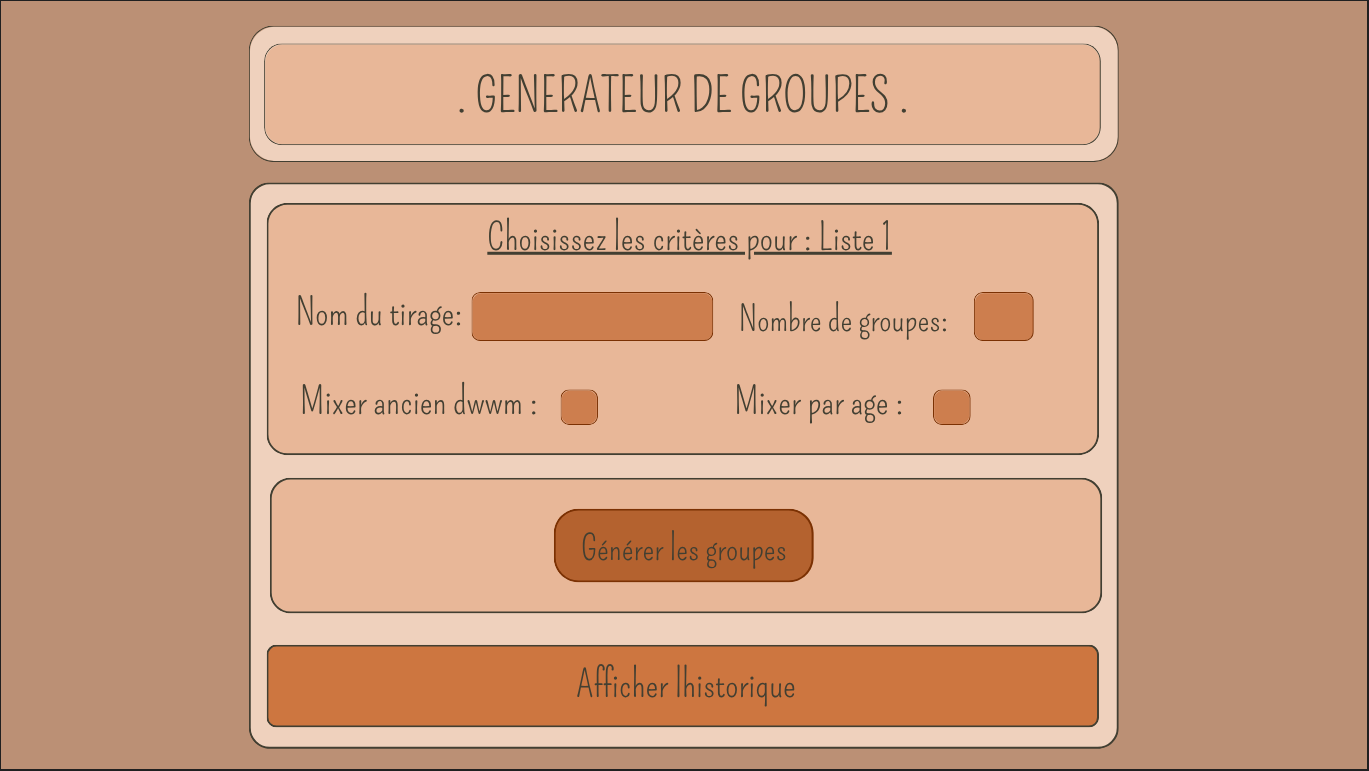 . GENERATEUR DE GROUPES .
Choisissez les critères pour : Liste 1
Nom du tirage:
Nombre de groupes:
Mixer ancien dwwm :
Mixer par age :
Générer les groupes
Afficher lhistorique